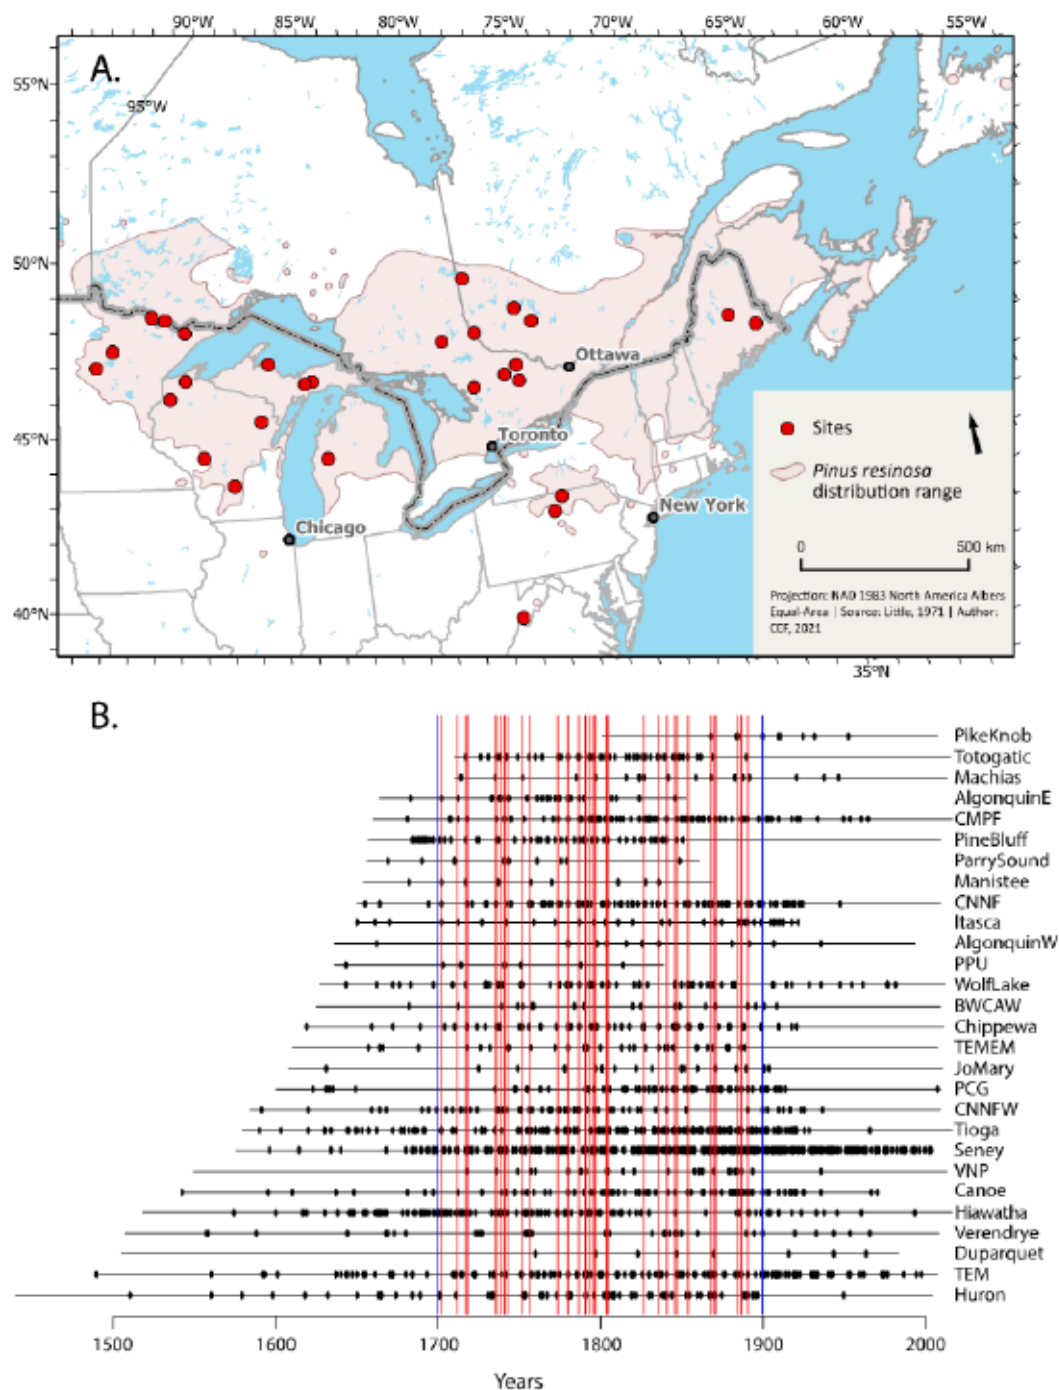 90°W 85°W 80°W 75°W 70°W 65°W 60°W 55°W
A.
55°N
95°W
50°N
Ottawa
45°N
Toronto
Sites
Pinus resinosa
distribution range
New York
Chicago
0 500 km
Projection: NAD 1983 North America Albers
Equal-Area | Source: Little, 1971 | Author:
CEF, 2021
40°N
35°N
B.
PikeKnob
Totogatic
Machias
AlgonquinE
CMPF
PineBluff
ParrySound
Manistee
CNNF
Itasca
AlgonquinW
PPU
WolfLake
BWCAW
Chippewa
TEMEM
JoMary
PCG
CNNFW
Tioga
Seney
VNP
Canoe
Hiawatha
Verendrye
Duparquet
TEM
Huron
1500 1600 1700 1800 1900 2000
Years